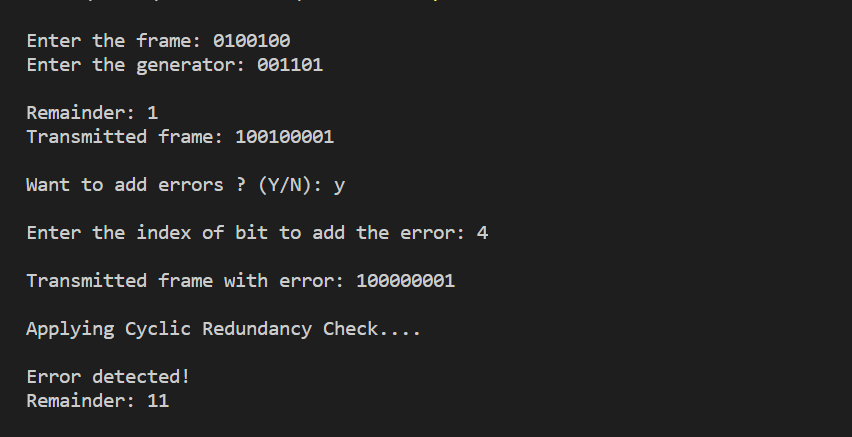 Enter the frame: 0100100
Enter the generator: 001101
Remainder: 1
Transmitted frame: 100100001
Want to add errors ? (Y/N): y
Enter the index of bit to add the error: 4
Transmitted frame with error: 100000001
Applying Cyclic Redundancy Check....
Error detected!
Remainder: 11